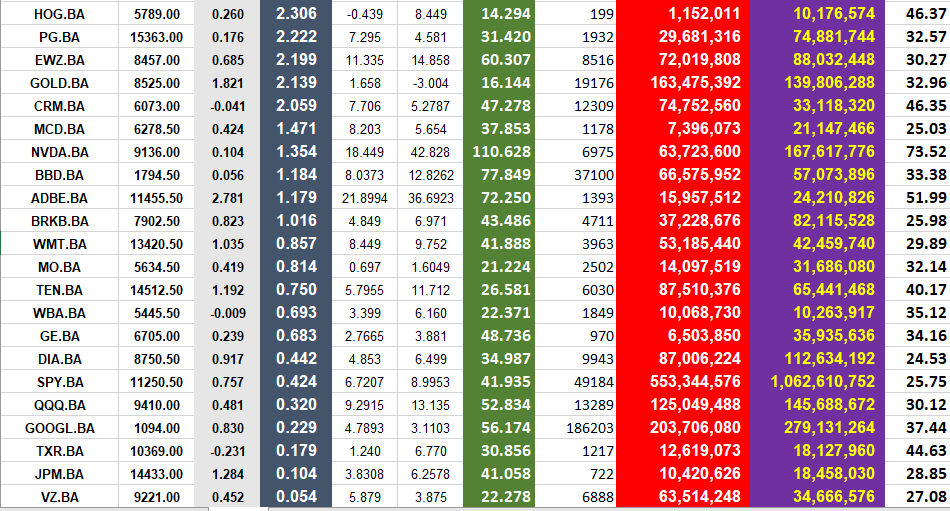 HOG.BA 5789.00 0.260 2.306 -0.439 8.449 14.294 199 1,152,011 10,176,574 46.37
PG.BA 15363.00 0.176 2.222 7.295 4.581 31.420 1932 29,681,316 74,881,744 32.57
EWZ.BA 8457.00 0.685 2.199 11.335 14.858 60.307 8516 72,019,808 88,032,448 30.27
GOLD.BA 8525.00 1.821 2.139 1.658 -3.004 16.144 19176 163,475,392 139,806,288 32.96
CRM.BA 6073.00 -0.041 2.059 7.706 5.2787 47.278 12309 74,752,560 33,118,320 46.35
MCD.BA 6278.50 0.424 1.471 8.203 5.654 37.853 1178 7,396,073 21,147,466 25.03
NVDA.BA 9136.00 0.104 1.354 18.449 42.828 110.628 6975 63,723,600 167,617,776 73.52
BBD.BA 1794.50 0.056 1.184 8.0373 12.8262 77.849 37100 66,575,952 57,073,896 33.38
ADBE.BA 11455.50 2.781 1.179 21.8994 36.6923 72.250 1393 15,957,512 24,210,826 51.99
BRKB.BA 7902.50 0.823 1.016 4.849 6.971 43.486 4711 37,228,676 82,115,528 25.98
WMT.BA 13420.50 1.035 0.857 8.449 9.752 41.888 3963 53,185,440 42,459,740 29.89
MO.BA 5634.50 0.419 0.814 0.697 1.6049 21.224 2502 14,097,519 31,686,080 32.14
TEN.BA 14512.50 1.192 0.750 5.7955 11.712 26.581 6030 87,510,376 65,441,468 40.17
WBA.BA 5445.50 -0.009 0.693 3.399 6.160 22.371 1849 10,068,730 10,263,917 35.12
GE.BA 6705.00 0.239 0.683 2.7665 3.881 48.736 970 6,503,850 35,935,636 34.16
DIA.BA 8750.50 0.917 0.442 4.853 6.499 34.987 9943 87,006,224 112,634,192 24.53
SPY.BA 11250.50 0.757 0.424 6.7207 8.9953 41.935 49184 553,344,576 1,062,610,752 25.75
QQQ.BA 9410.00 0.481 0.320 9.2915 13.135 52.834 13289 125,049,488 145,688,672 30.12
GOOGL.BA 1094.00 0.830 0.229 4.7893 3.1103 56.174 186203 203,706,080 279,131,264 37.44
TXR.BA 10369.00 -0.231 0.179 1.240 6.770 30.856 1217 12,619,073 18,127,960 44.63
JPM.BA 14433.00 1.284 0.104 3.8308 6.2578 41.058 722 10,420,626 18,458,030 28.85
VZ.BA 9221.00 0.452 0.054 5.879 3.875 22.278 6888 63,514,248 34,666,576 27.08